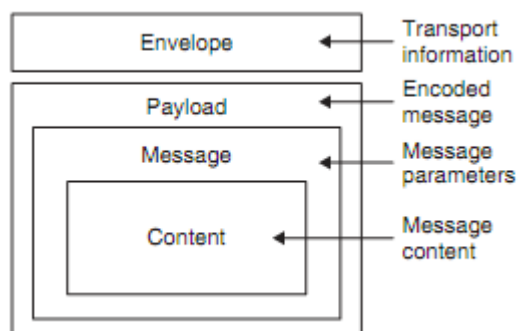 Envelope
Transport
information
Payload
Encoded
message
Message
Message
parameters
Content
Message
content